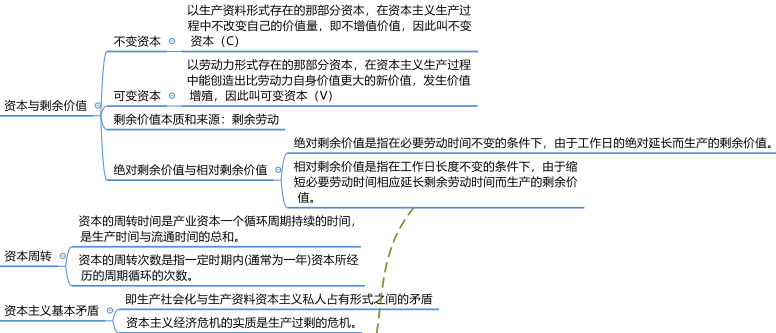 以生产资料形式存在的那部分资本，在资本主义生产过
程中不改变自己的价值量，即不增值价值，因此叫不变
资本（C）
不变资本
以劳动力形式存在的那部分资本，在资本主义生产过程
中能创造出比劳动力自身价值更大的新价值，发生价值
增殖，因此叫可变资本（V）
可变资本
资本与剩余价值
剩余价值本质和来源：剩余劳动
绝对剩余价值是指在必要劳动时间不变的条件下，由于工作日的绝对延长而生产的剩余价值。
绝对剩余价值与相对剩余价值
相对剩余价值是指在工作日长度不变的条件下，由于缩
短必要劳动时间相应延长剩余劳动时间而生产的剩余价
值。
资本的周转时间是产业资本一个循环周期持续的时间，
是生产时间与流通时间的总和。
资本周转
资本的周转次数是指一定时期内(通常为一年)资本所经
历的周期循环的次数。
即生产社会化与生产资料资本主义私人占有形式之间的矛盾
资本主义基本矛盾
资本主义经济危机的实质是生产过剩的危机。